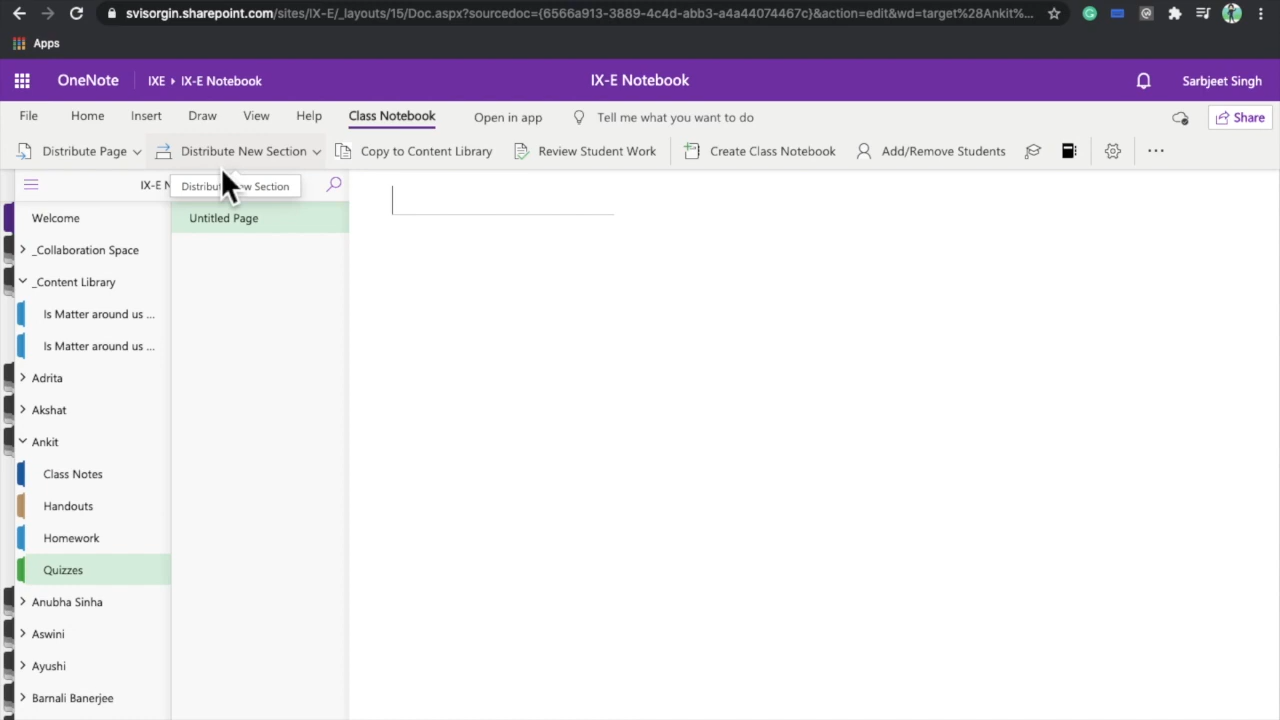 svisorgin.sharepoint.com/sites/IX-E/_layouts/15/Doc.aspx?sourcedoc={6566a913-3889-4c4d-abb3-a4a44074467c}&action=edit&wd=target%28Ankit%...
Apps
OneNote IXE ▸ IX-E Notebook IX-E Notebook Sarbjeet Singh
File Home Insert Draw View Help Class Notebook Open in app Tell me what you want to do Share
Distribute Page Distribute New Section Copy to Content Library Review Student Work Create Class Notebook Add/Remove Students ...
IX-E N
Distribut w Section
Welcome
Untitled Page
_Collaboration Space
_Content Library
Is Matter around us ...
Is Matter around us ...
Adrita
Akshat
Ankit
Class Notes
Handouts
Homework
Quizzes
Anubha Sinha
Aswini
Ayushi
Barnali Banerjee